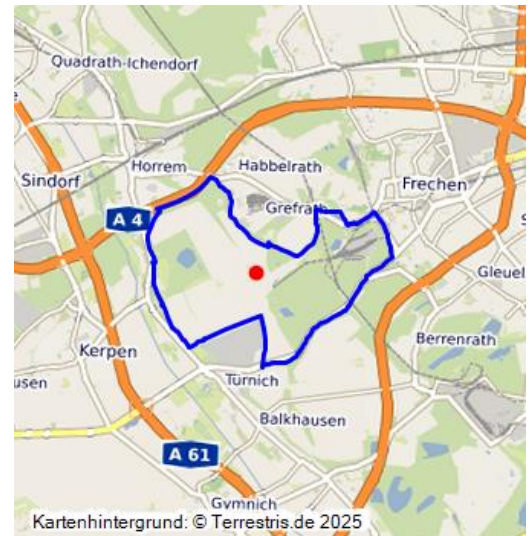 Quadrath-Ichendorf
Horrem
Habbelrath
Sindorf
Frechen
A 4
Grefrath
Gleuel
Kerpen
Berrenrath
Türnich
Balkhausen
A 61
Gymnich
Kartenhintergrund: © Terrestris.de 2025